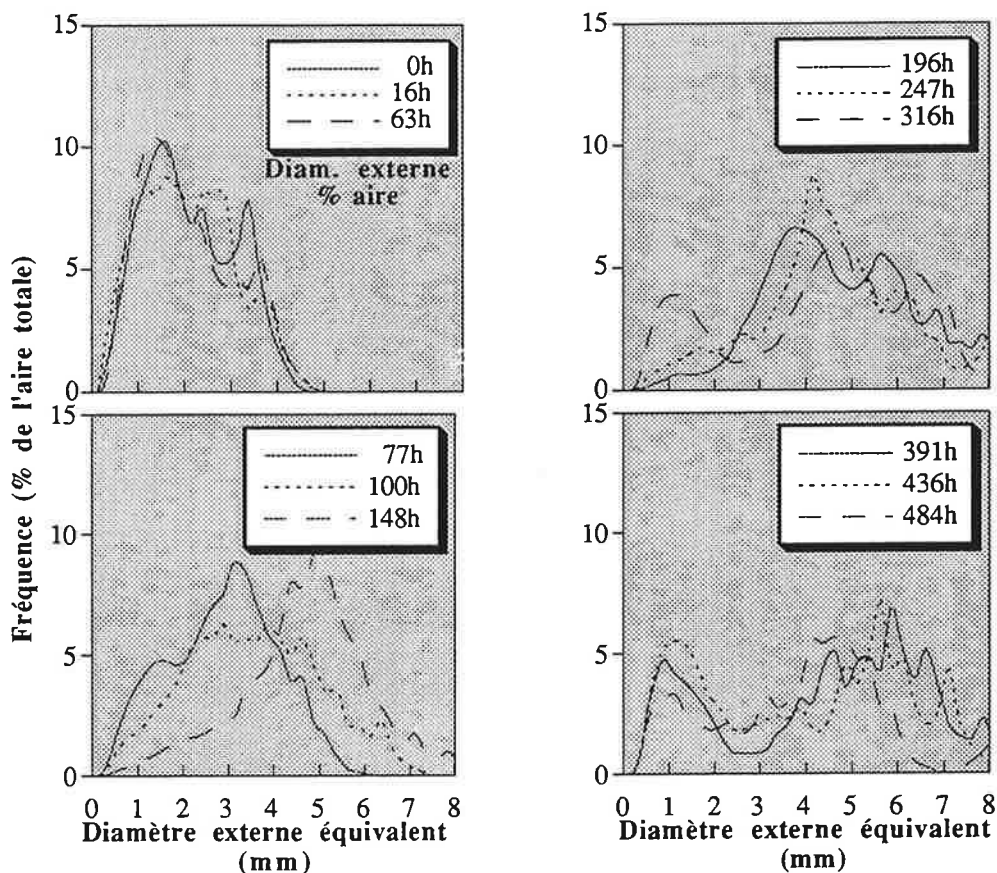 Fréquence (% de l'aire totale)
15
10
5
0
0h
16h
63h
Diam. externe
% aire
15
10
5
0
196h
247h
316h
15
10
5
0
77h
100h
148h
0 1 2 3 4 5 6 7 8
Diamètre externe équivalent
(mm)
15
10
5
0
391h
436h
484h
0 1 2 3 4 5 6 7 8
Diamètre externe équivalent
(mm)